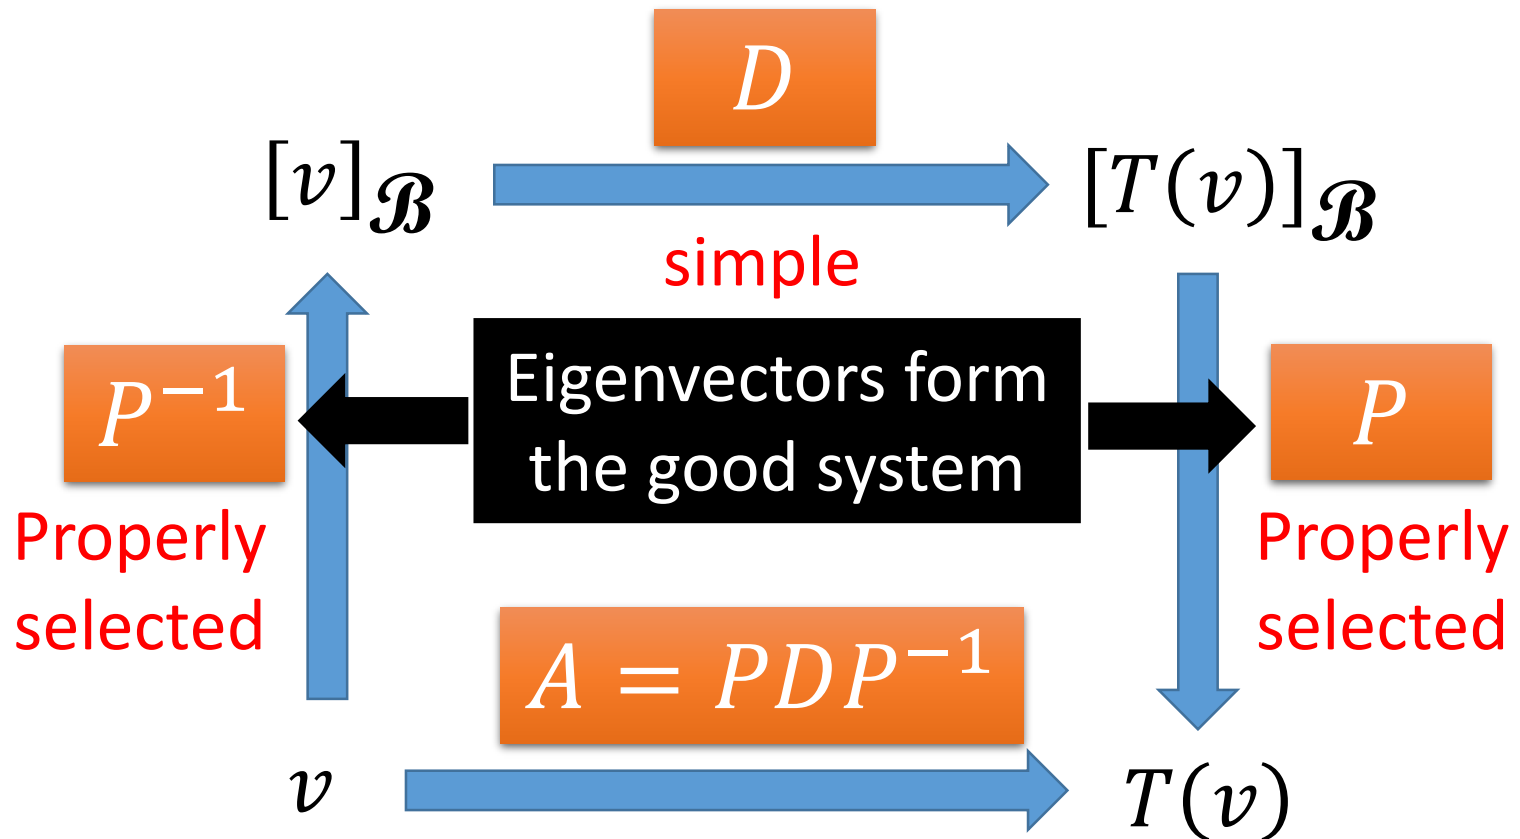 D
[v]_ℬ
[T(v)]_ℬ
simple
P⁻¹
Eigenvectors form
the good system
P
Properly
selected
Properly
selected
A = PDP⁻¹
v
T(v)